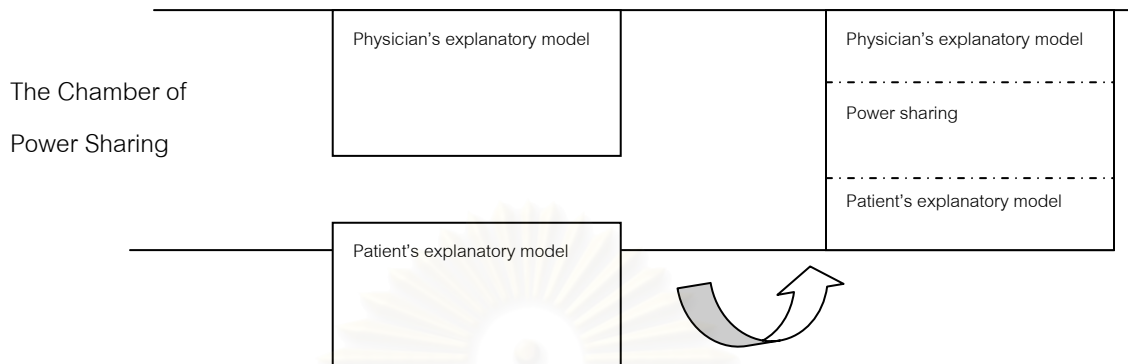 The Chamber of
Power Sharing
Physician's explanatory model
Patient's explanatory model
Physician's explanatory model
Power sharing
Patient's explanatory model